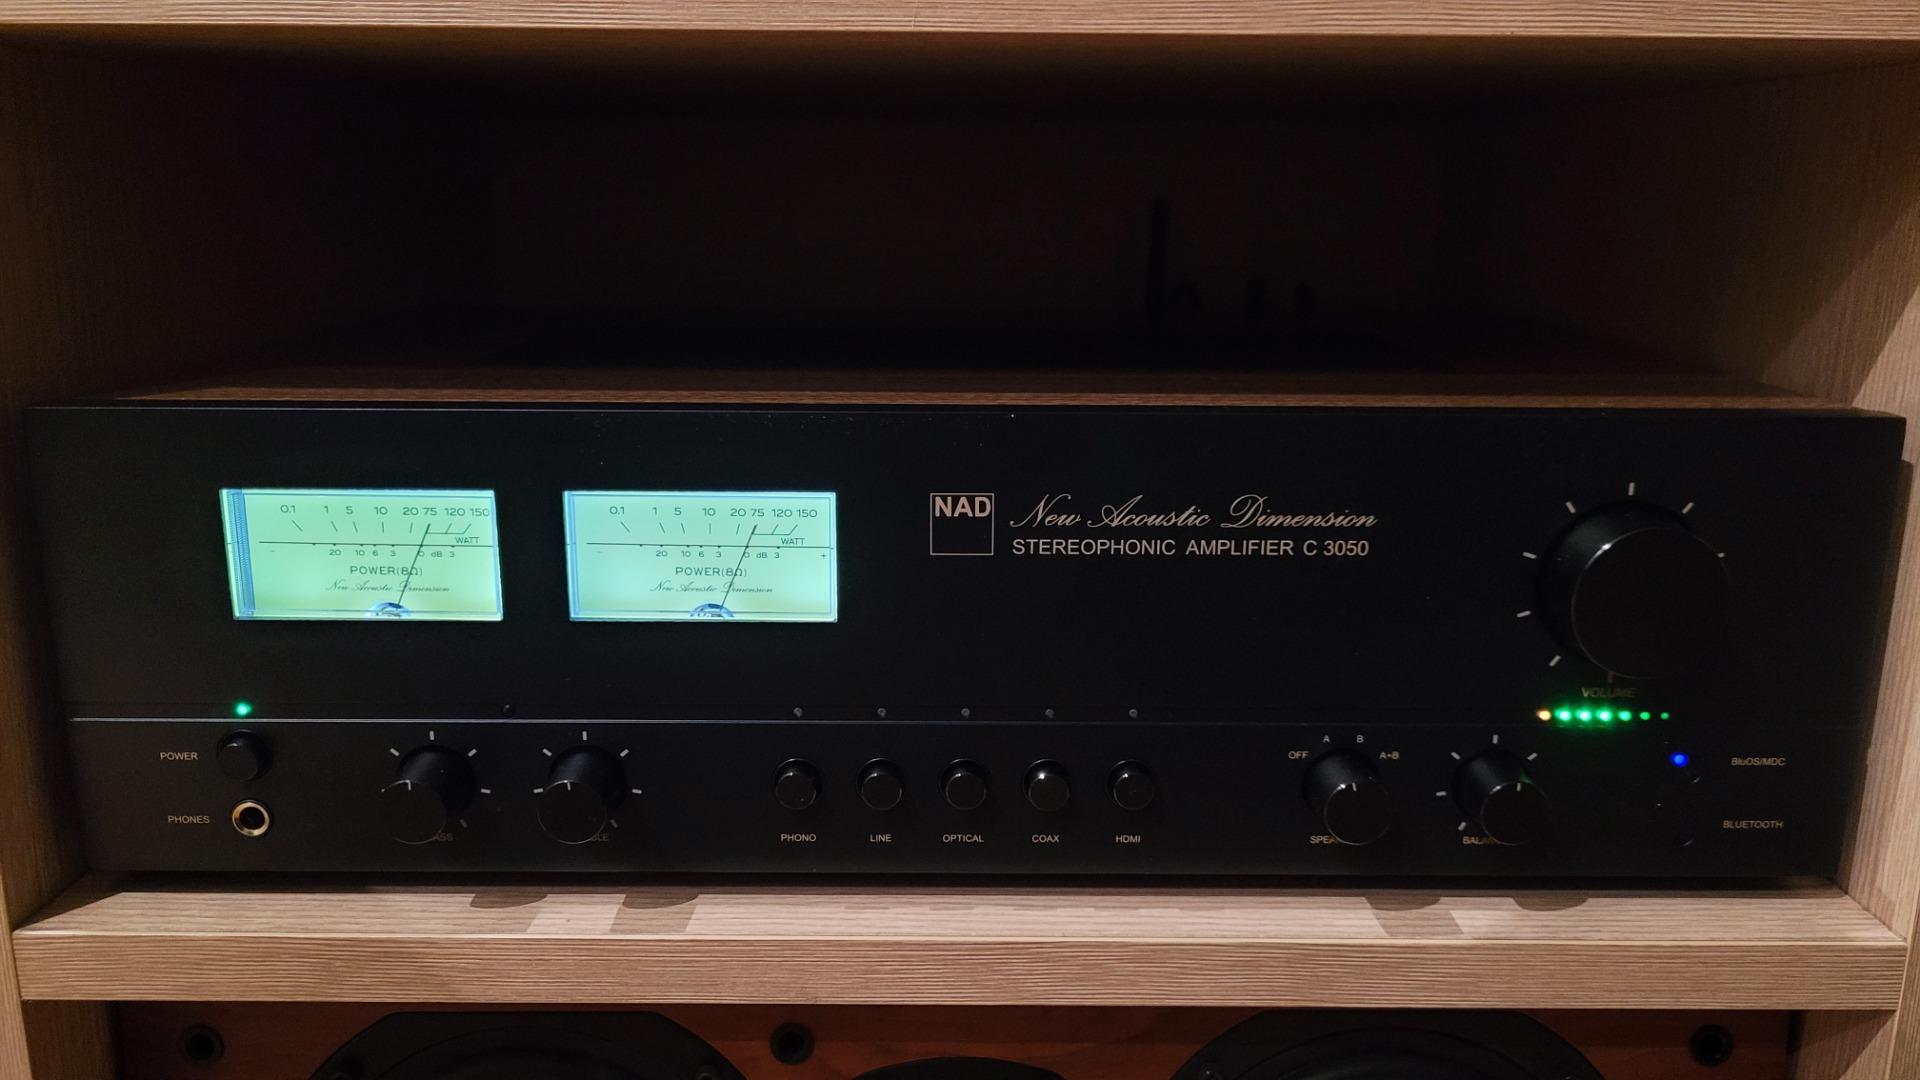 0.1 1 5 10 20 75 120 150
WATT
- 20 10 6 3 0 dB 3
POWER(8Ω)
New Acoustic Dimension
0.1 1 5 10 20 75 120 150
WATT
- 20 10 6 3 0 dB 3 +
POWER(8Ω)
New Acoustic Dimension
NAD
New Acoustic Dimension
STEREOPHONIC AMPLIFIER C 3050
VOLUME
POWER
PHONES
PHONO
LINE
OPTICAL
COAX
HDMI
OFF A B A+B
BluOS/MDC
BLUETOOTH